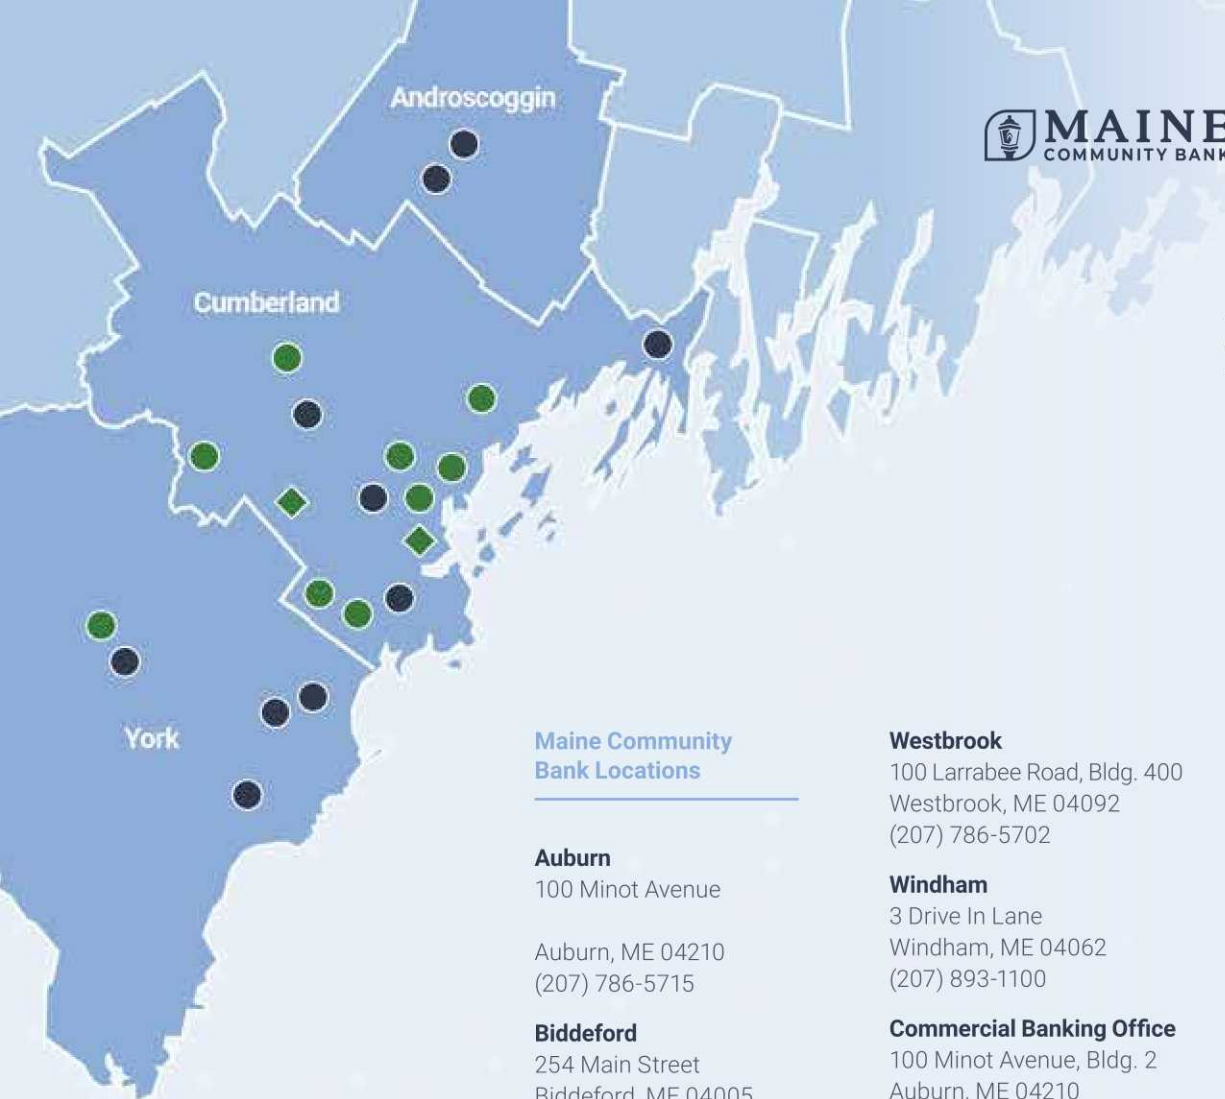 Androscoggin
MAINE
COMMUNITY BANK
Cumberland
York
Maine Community
Bank Locations
Auburn
100 Minot Avenue
Auburn, ME 04210
(207) 786-5715
Biddeford
254 Main Street
Biddeford, ME 04005
Westbrook
100 Larrabee Road, Bldg. 400
Westbrook, ME 04092
(207) 786-5702
Windham
3 Drive In Lane
Windham, ME 04062
(207) 893-1100
Commercial Banking Office
100 Minot Avenue, Bldg. 2
Auburn, ME 04210